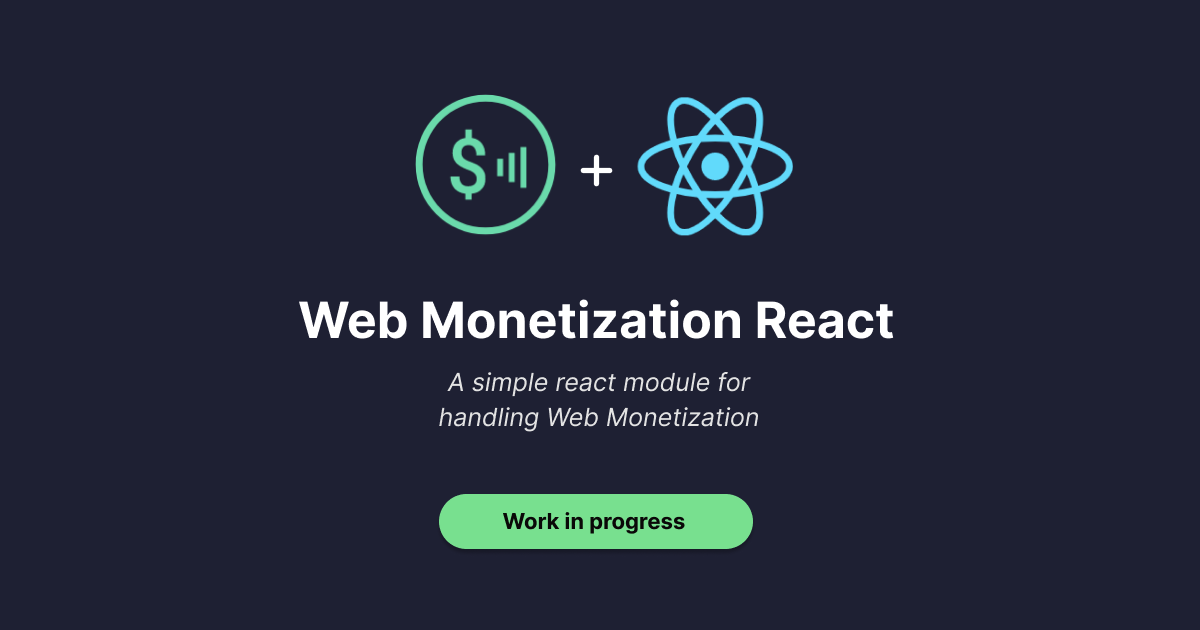 $
+
Web Monetization React
A simple react module for
handling Web Monetization
Work in progress